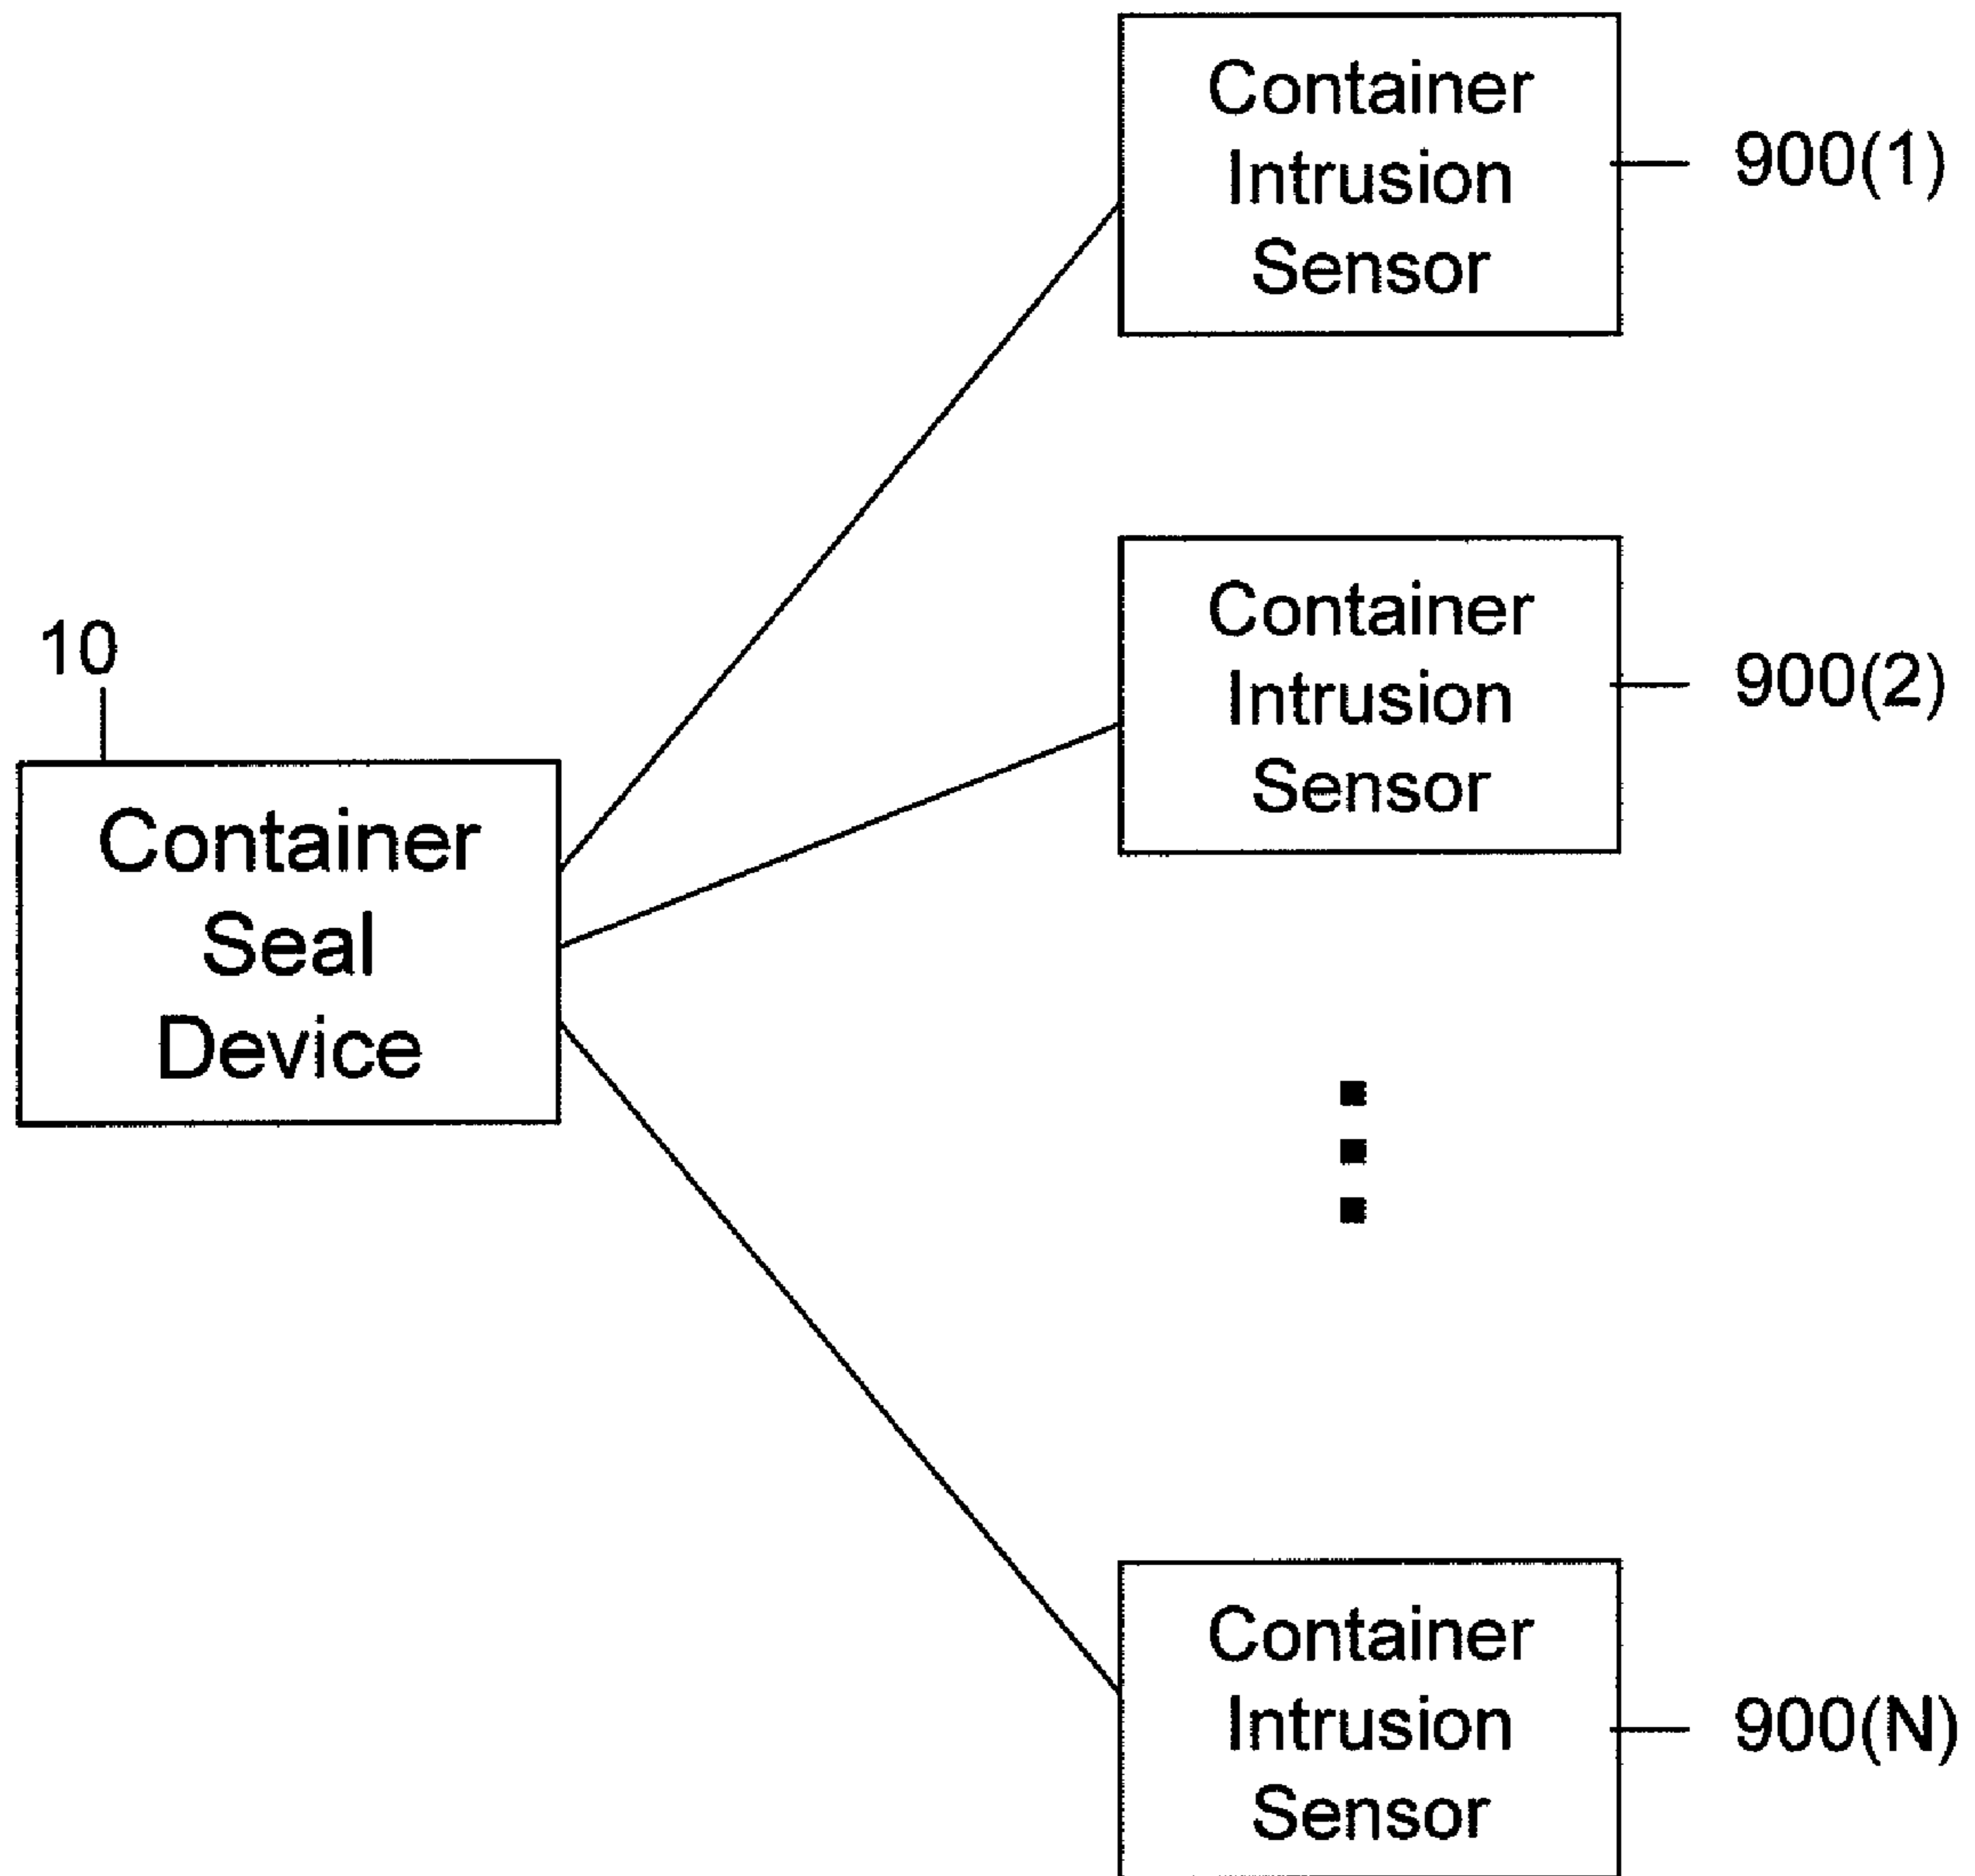 Container
Intrusion
Sensor
900(1)
Container
Intrusion
Sensor
900(2)
10
Container
Seal
Device
Container
Intrusion
Sensor
900(N)